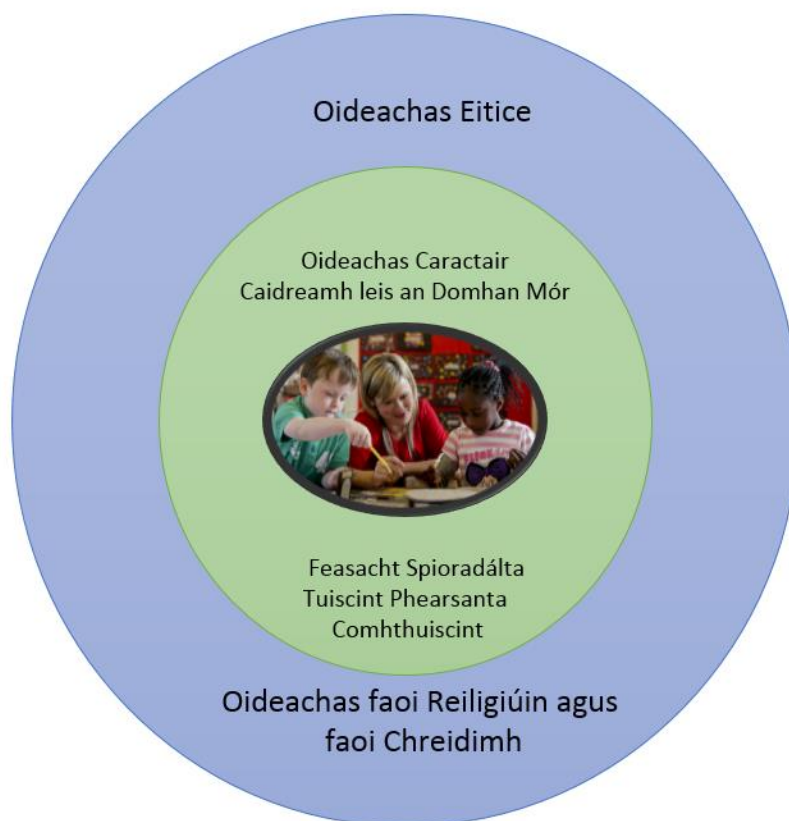 Oideachas Eitice
Oideachas Caractair
Caidreamh leis an Domhan Mór
Feasacht Spioradálta
Tuiscint Phearsanta
Comhthuiscint
Oideachas faoi Reiligiúin agus
faoi Chreidimh